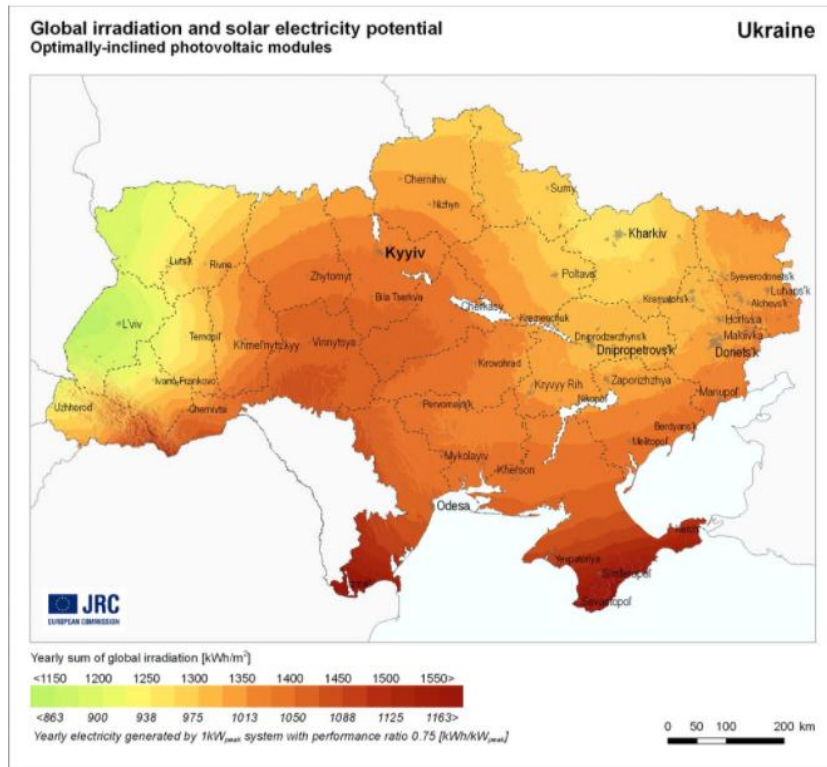 Global irradiation and solar electricity potential
Optimally-inclined photovoltaic modules
Ukraine
Chernihiv
Nizhyn
Sumy
Kyyiv
Kharkiv
Luts'k
Rivne
Zhytomyr
Bila Tserkva
Poltava
Syeverodonets'k
Luhaps'k
L'viv
Cherkasy
Kramators'k
Alchevs'k
Ternopil'
Khmel'nyts'kyy
Vinnytsya
Kremenchuk
Horlivka
Makiivka
Dniprodzerzhyns'k
Dnipropetrovs'k
Donets'k
Ivano-Frankovo
Kirovohrad
Uzhhorod
Chernivtsi
Kryvyy Rih
Zaporizhzhya
Nikopol'
Mariupol'
Pervomays'k
Berdyans'k
Melitopol'
Mykolayiv
Kherson
Odesa
Yevpatoriya
Simferopol'
Sevastopol'
JRC
EUROPEAN COMMISSION
Yearly sum of global irradiation [kWh/m²]
<1150 1200 1250 1300 1350 1400 1450 1500 1550>
<863 900 938 975 1013 1050 1088 1125 1163>
Yearly electricity generated by 1kWpeak system with performance ratio 0.75 [kWh/kWpeak]
0 50 100 200 km